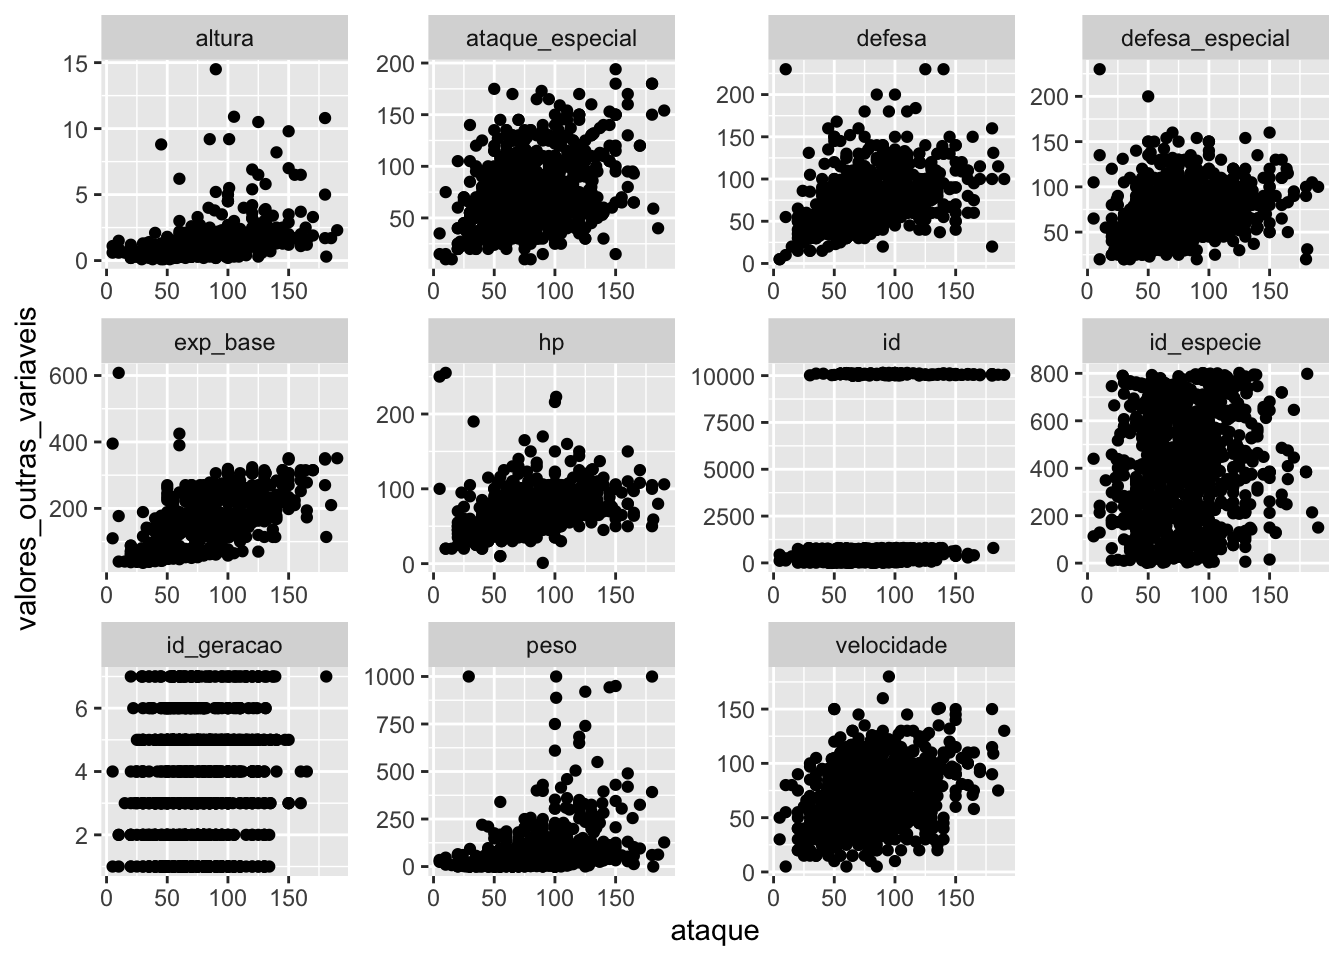 altura
ataque_especial
defesa
defesa_especial
15
10
5
0
200
150
100
50
200
150
100
50
0
200
150
100
50
0 50 100 150
0 50 100 150
0 50 100 150
0 50 100 150
exp_base
hp
id
id_especie
600
400
200
200
100
0
10000
7500
5000
2500
0
800
600
400
200
0
0 50 100 150
0 50 100 150
0 50 100 150
0 50 100 150
id_geracao
peso
velocidade
6
4
2
1000
750
500
250
0
150
100
50
0
0 50 100 150
0 50 100 150
0 50 100 150
ataque
valores_outras_variaveis